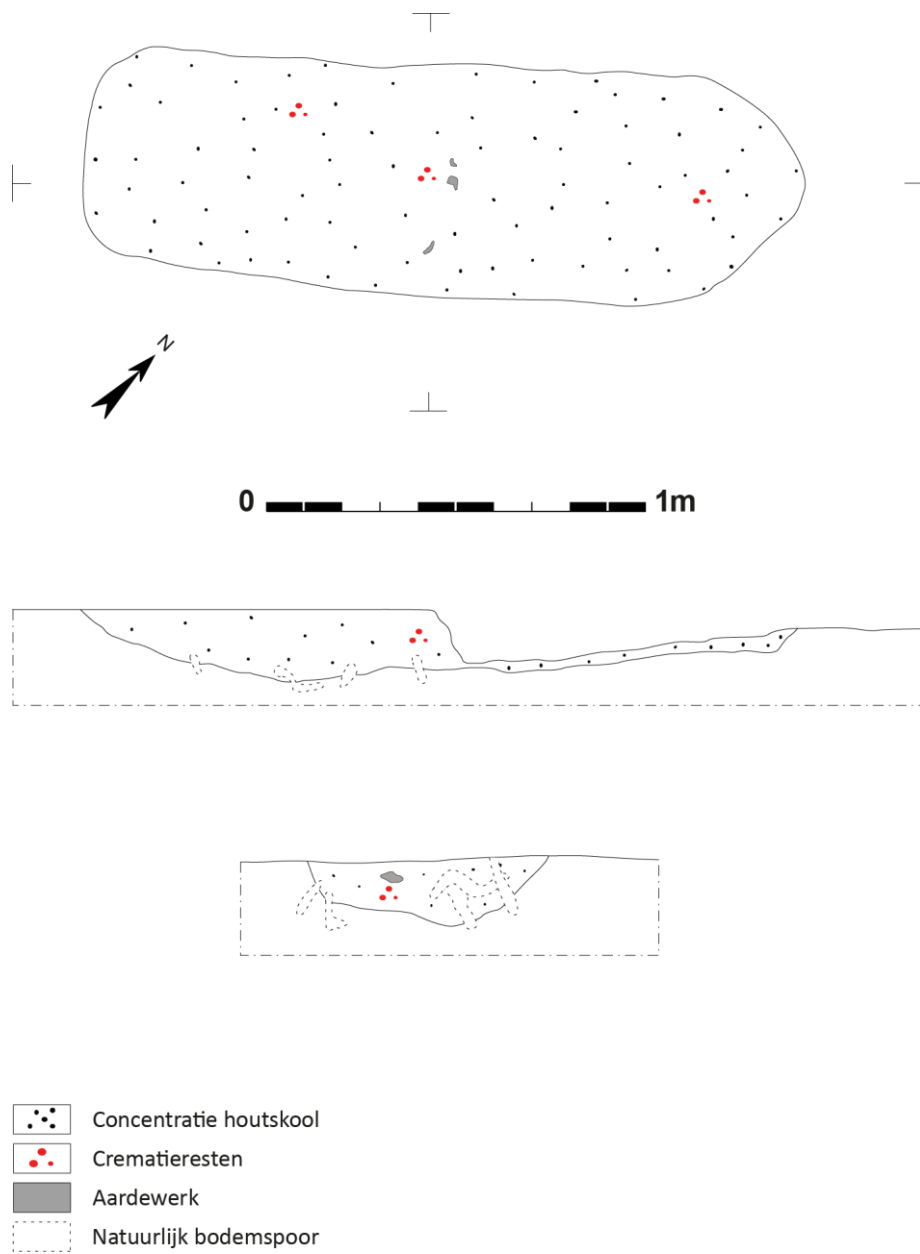 N
0 1m
Concentratie houtskool
Crematieresten
Aardewerk
Natuurlijk bodemspoor